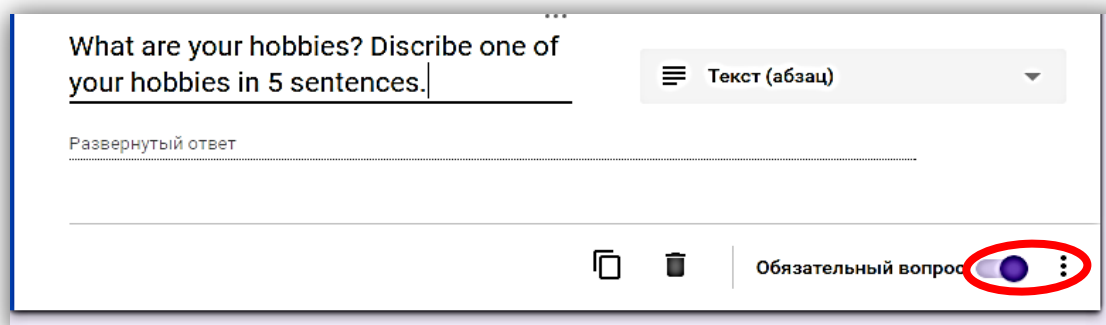 What are your hobbies? Discribe one of
your hobbies in 5 sentences.
Текст (абзац)
Развернутый ответ
Обязательный вопрос